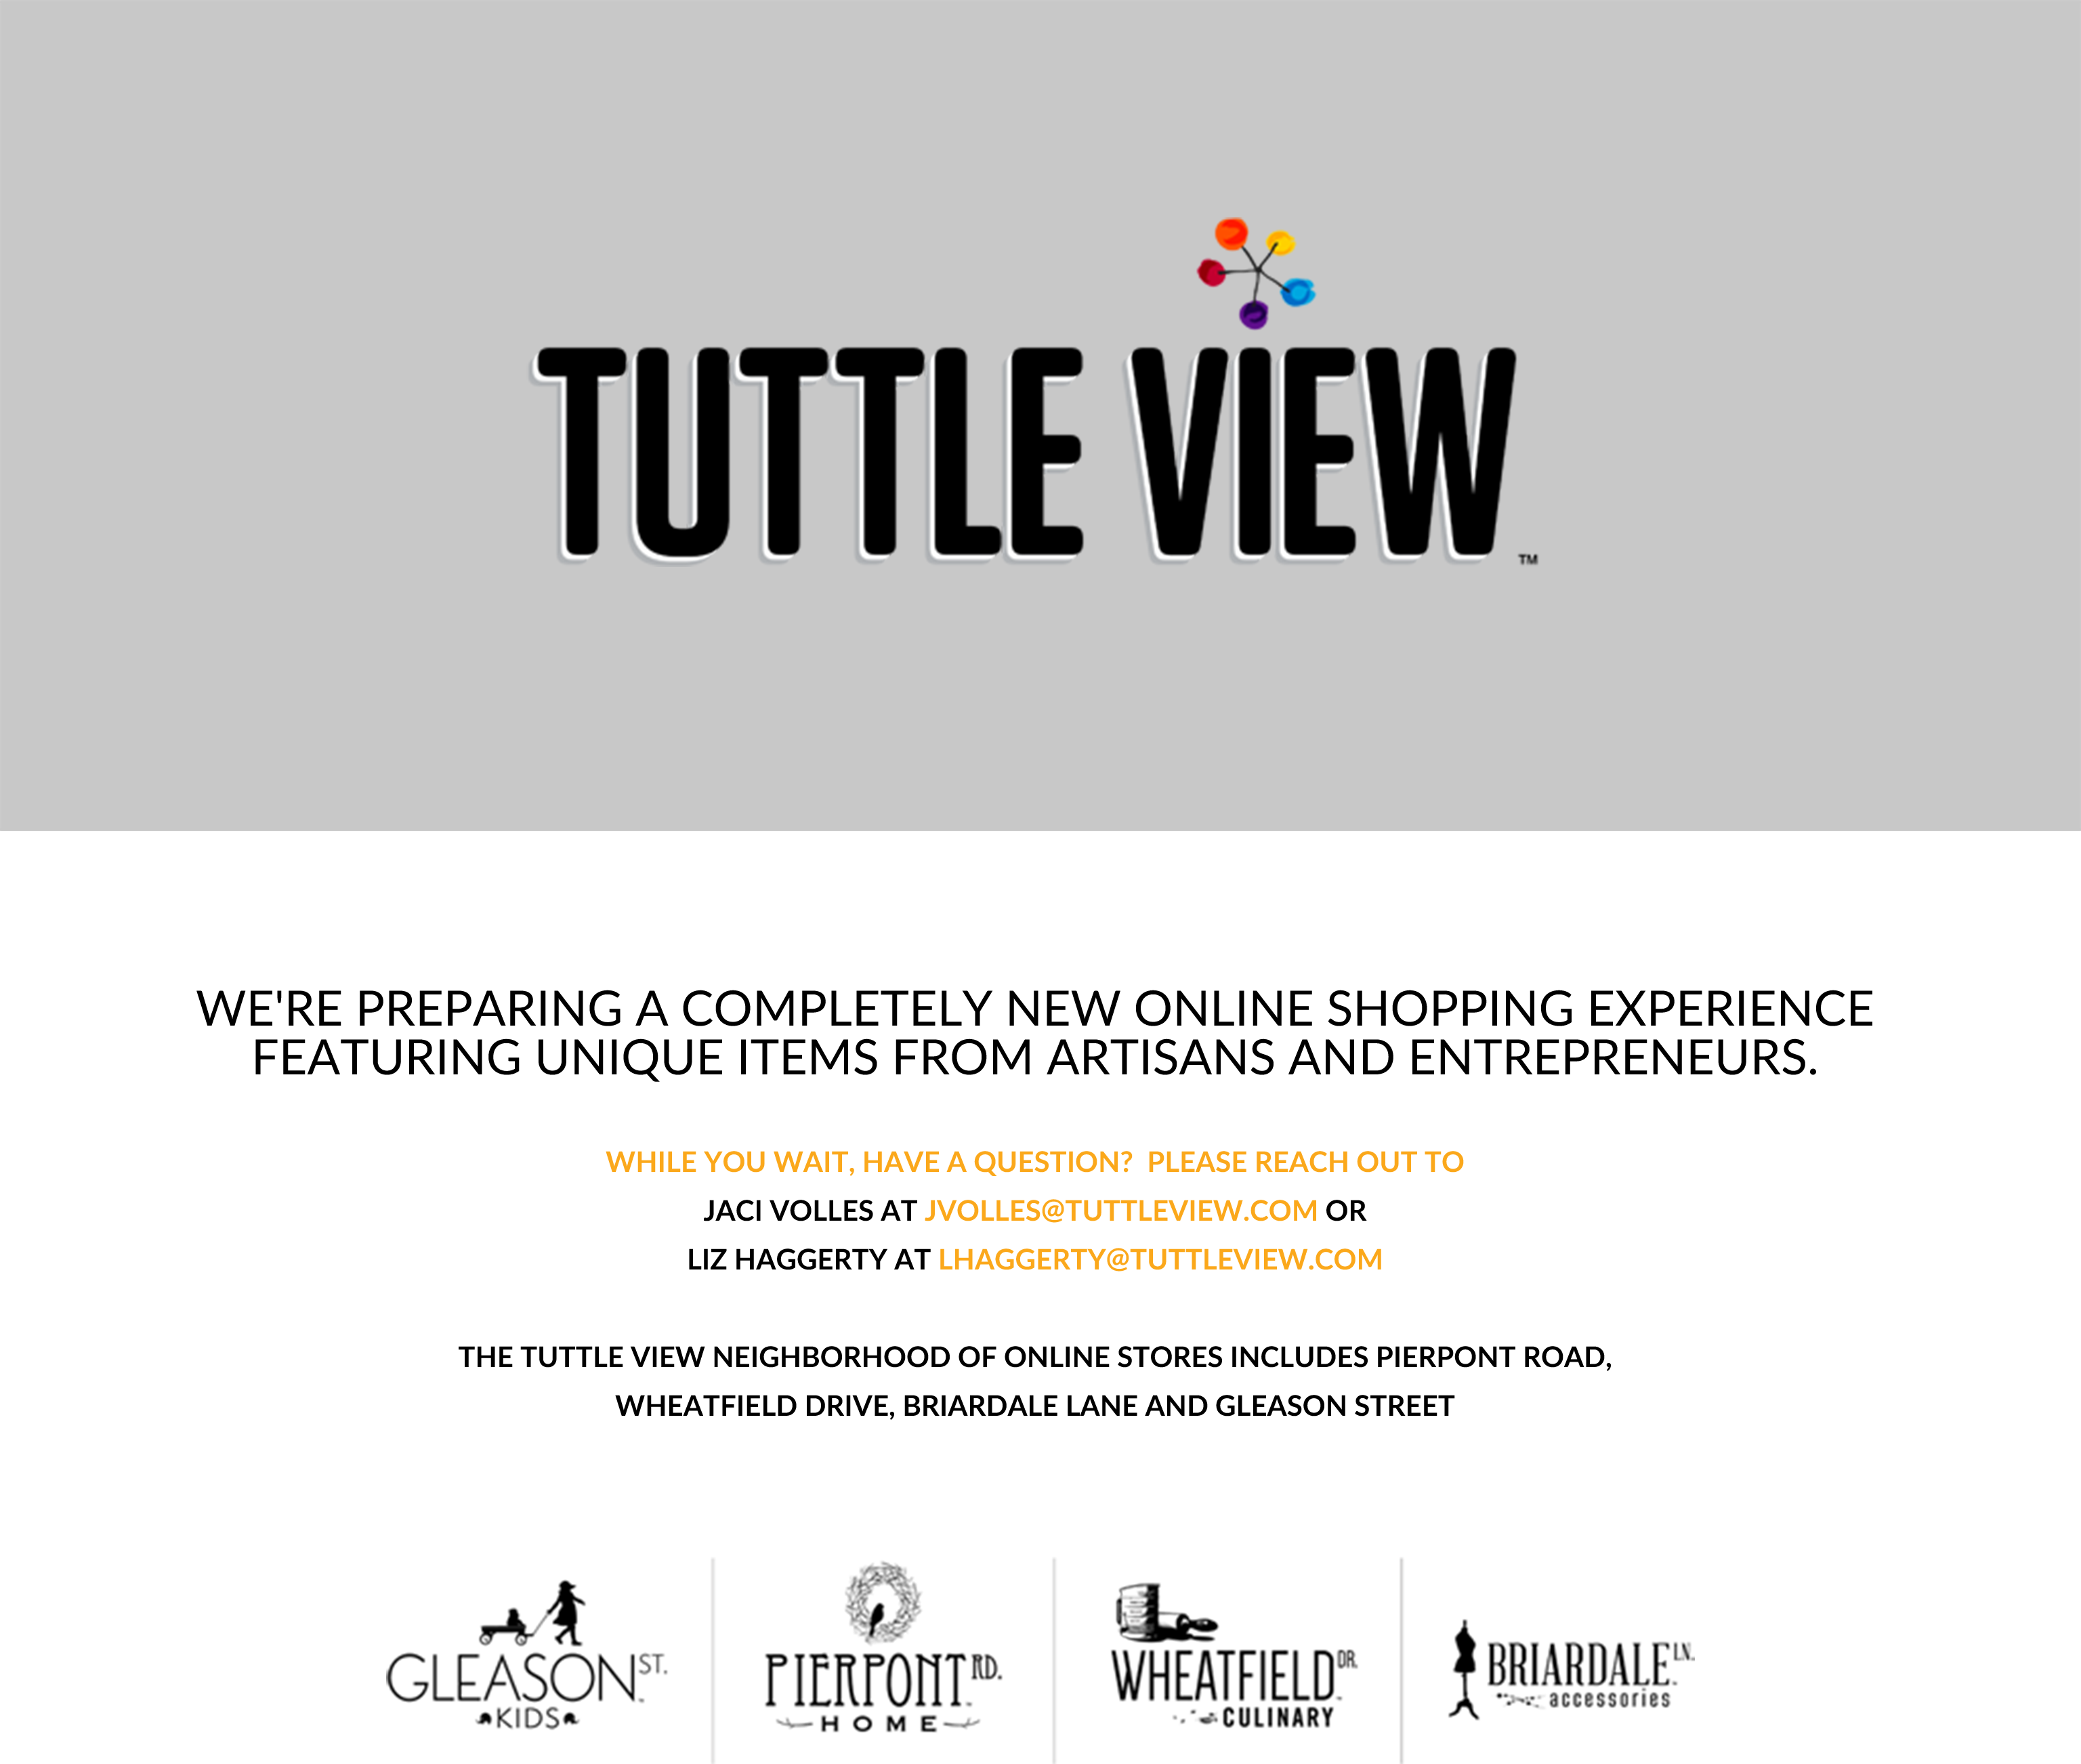 TUTTLE VIEW™
WE'RE PREPARING A COMPLETELY NEW ONLINE SHOPPING EXPERIENCE
FEATURING UNIQUE ITEMS FROM ARTISANS AND ENTREPRENEURS.
WHILE YOU WAIT, HAVE A QUESTION?  PLEASE REACH OUT TO
JACI VOLLES AT JVOLLES@TUTTLEVIEW.COM OR
LIZ HAGGERTY AT LHAGGERTY@TUTTLEVIEW.COM
THE TUTTLE VIEW NEIGHBORHOOD OF ONLINE STORES INCLUDES PIERPONT ROAD,
WHEATFIELD DRIVE, BRIARDALE LANE AND GLEASON STREET
GLEASON ST.
KIDS
PIERPONT RD.
HOME
WHEATFIELD DR.
CULINARY
BRIARDALE LN.
accessories